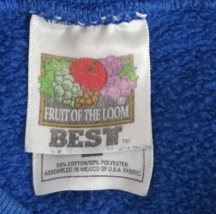 FRUIT OF THE LOOM
BEST
50% COTTON/50% POLYESTER
ASSEMBLED IN MEXICO OF U.S.A. FABRIC